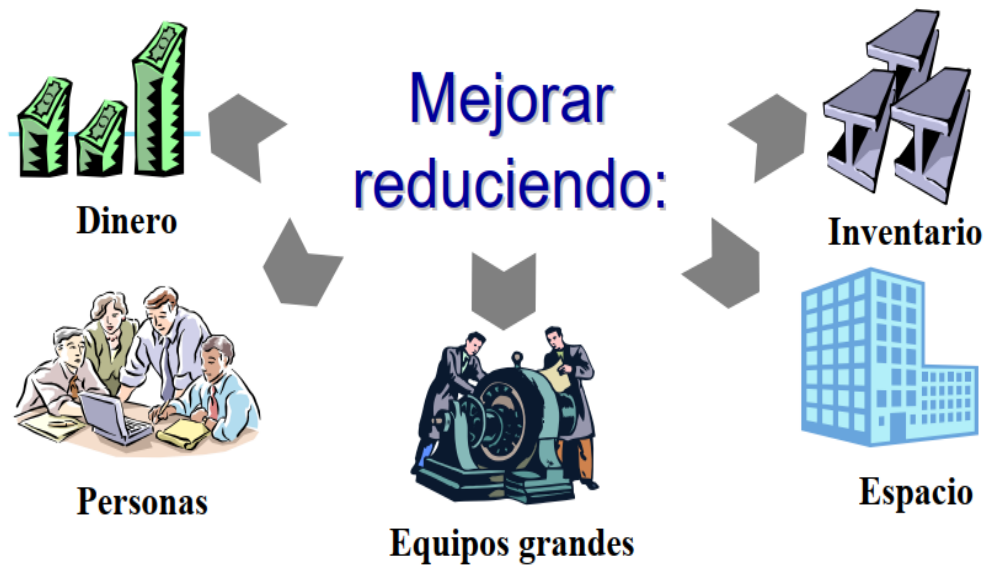 Mejorar
reduciendo:
Dinero
Inventario
Personas
Espacio
Equipos grandes